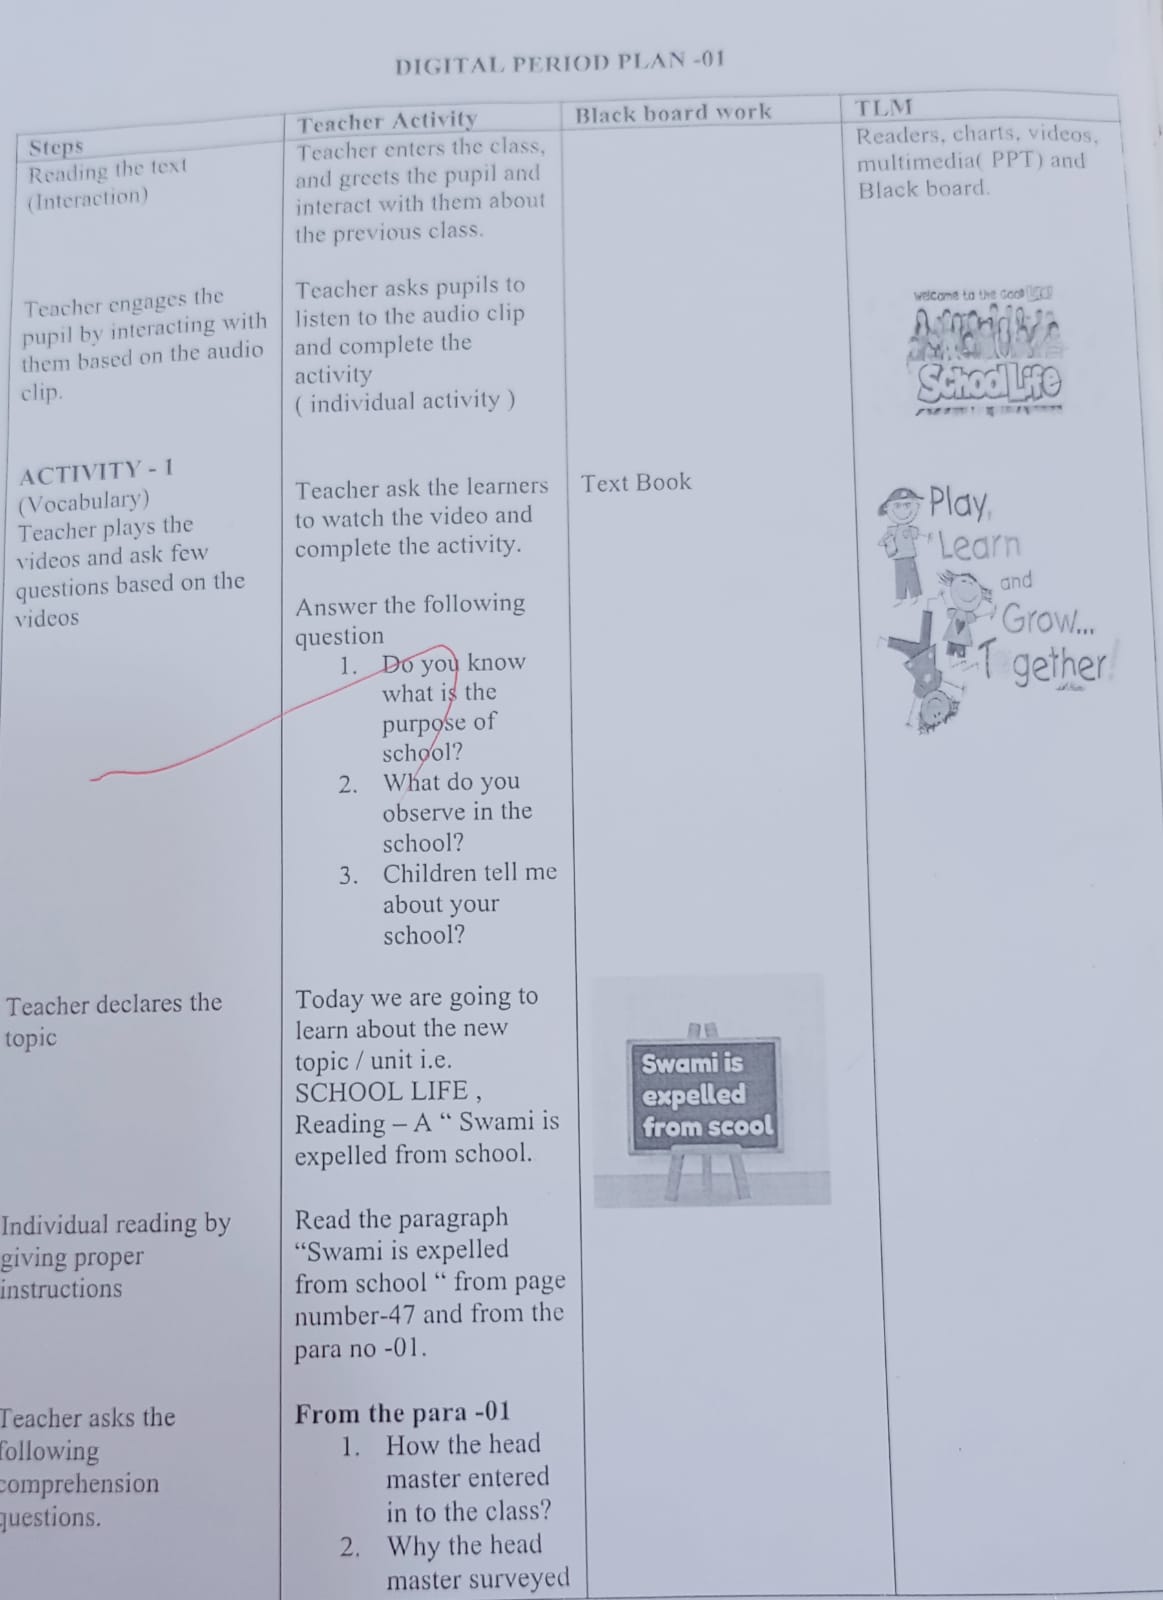 DIGITAL PERIOD PLAN -01
Steps
Teacher Activity
Black board work
TLM
Reading the text
(Interaction)
Teacher enters the class,
and greets the pupil and
interact with them about
the previous class.
Readers, charts, videos,
multimedia( PPT) and
Black board.
Teacher engages the
pupil by interacting with
them based on the audio
clip.
Teacher asks pupils to
listen to the audio clip
and complete the
activity
( individual activity )
welcome to the
School Life
ACTIVITY - 1
(Vocabulary)
Teacher plays the
videos and ask few
questions based on the
videos
Teacher ask the learners
to watch the video and
complete the activity.
Answer the following
question
1. Do you know
what is the
purpose of
school?
2. What do you
observe in the
school?
3. Children tell me
about your
school?
Text Book
Play,
Learn
and
Grow...
T gether!
Teacher declares the
topic
Today we are going to
learn about the new
topic / unit i.e.
SCHOOL LIFE ,
Reading – A “ Swami is
expelled from school.
Swami is
expelled
from scool
Individual reading by
giving proper
instructions
Read the paragraph
“Swami is expelled
from school “ from page
number-47 and from the
para no -01.
Teacher asks the
following
comprehension
questions.
From the para -01
1. How the head
master entered
in to the class?
2. Why the head
master surveyed